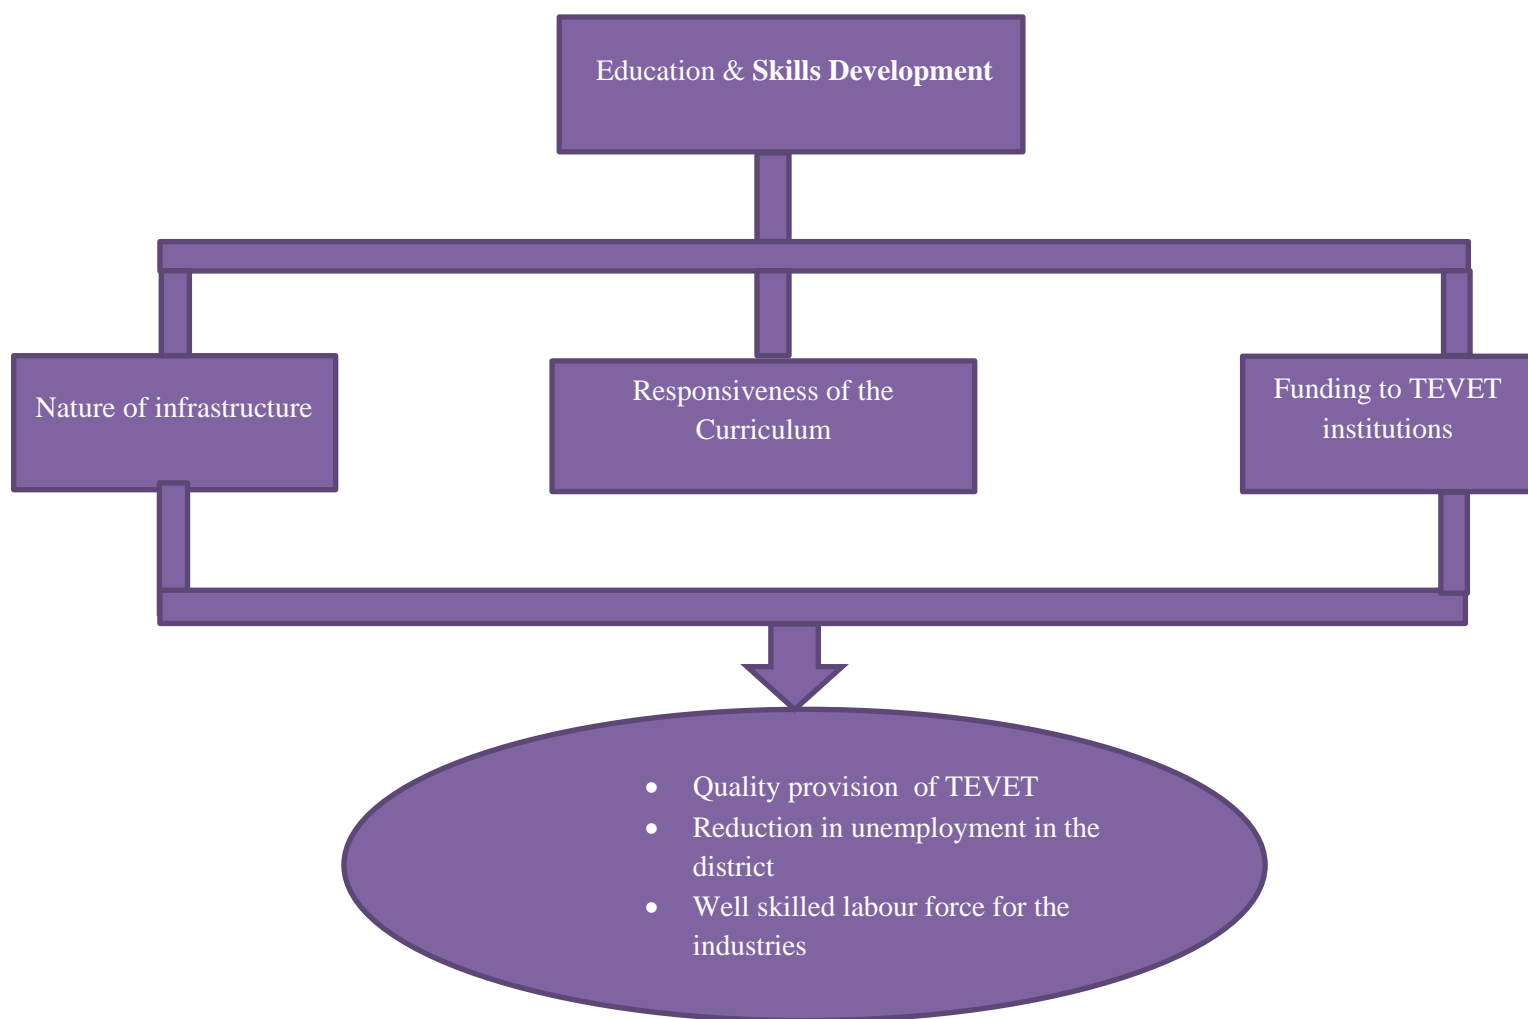 Education & Skills Development
Nature of infrastructure
Responsiveness of the
Curriculum
Funding to TEVET
institutions
• Quality provision  of TEVET
• Reduction in unemployment in the
district
• Well skilled labour force for the
industries